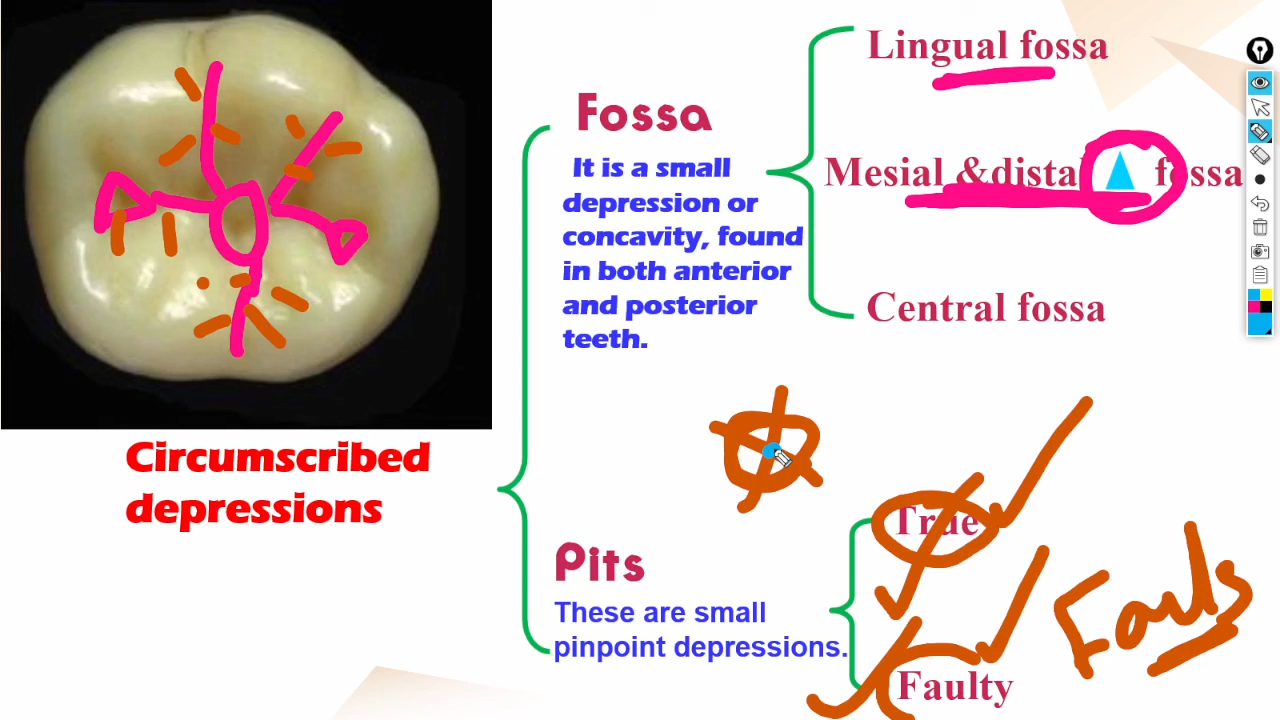 Lingual fossa
Fossa
It is a small
depression or
concavity, found
in both anterior
and posterior
teeth.
Mesial &distal fossa
Central fossa
Circumscribed
depressions
Pits
These are small
pinpoint depressions.
True
Faulty